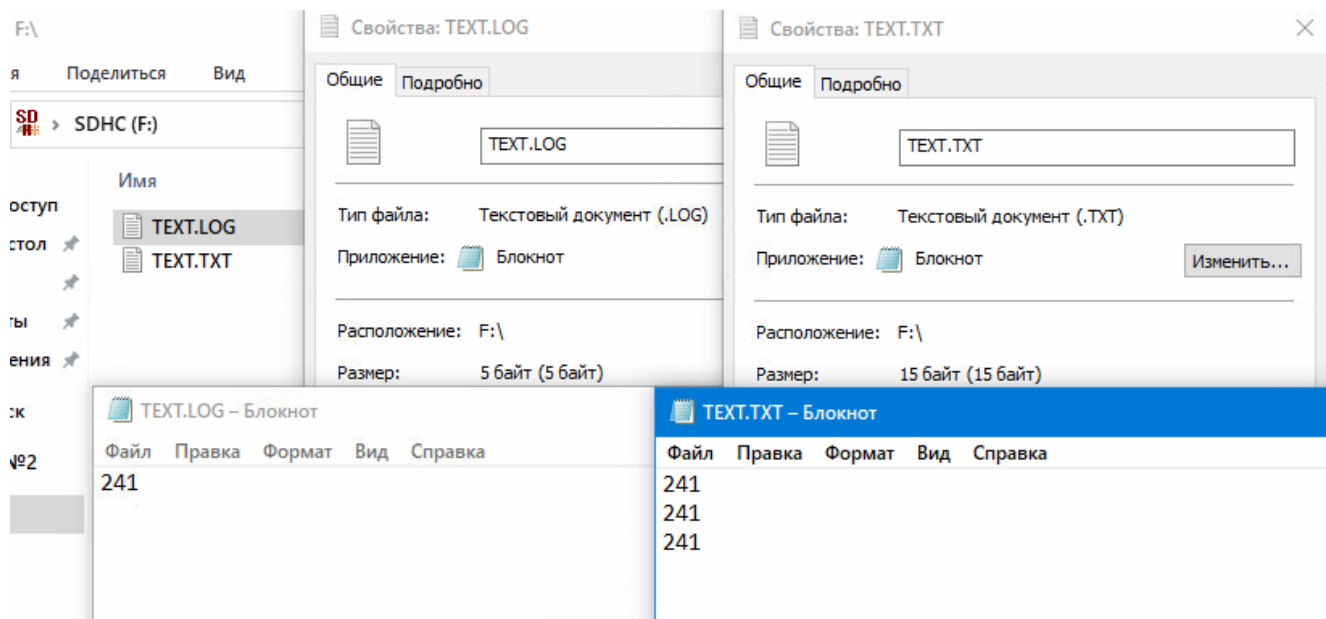 F:\
я Поделиться Вид
SD > SDHC (F:)
Имя
оступ
TEXT.LOG
стол
TEXT.TXT
ты
ения
ск
№2
Свойства: TEXT.LOG
Общие Подробно
TEXT.LOG
Тип файла: Текстовый документ (.LOG)
Приложение: Блокнот
Расположение: F:\
Размер: 5 байт (5 байт)
Свойства: TEXT.TXT
Общие Подробно
TEXT.TXT
Тип файла: Текстовый документ (.TXT)
Приложение: Блокнот Изменить...
Расположение: F:\
Размер: 15 байт (15 байт)
TEXT.LOG – Блокнот
Файл Правка Формат Вид Справка
241
TEXT.TXT – Блокнот
Файл Правка Формат Вид Справка
241
241
241